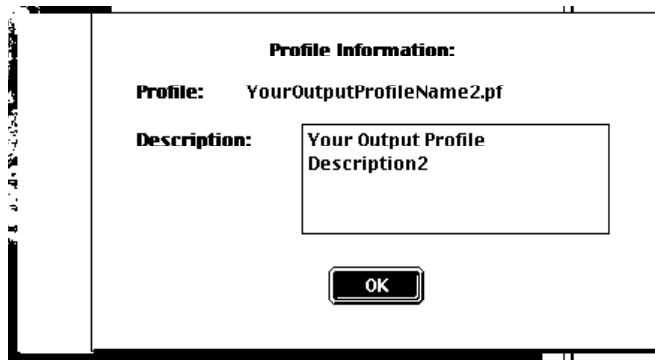 Profile Information:
Profile: YourOutputProfileName2.pf
Description: Your Output Profile
Description2
OK